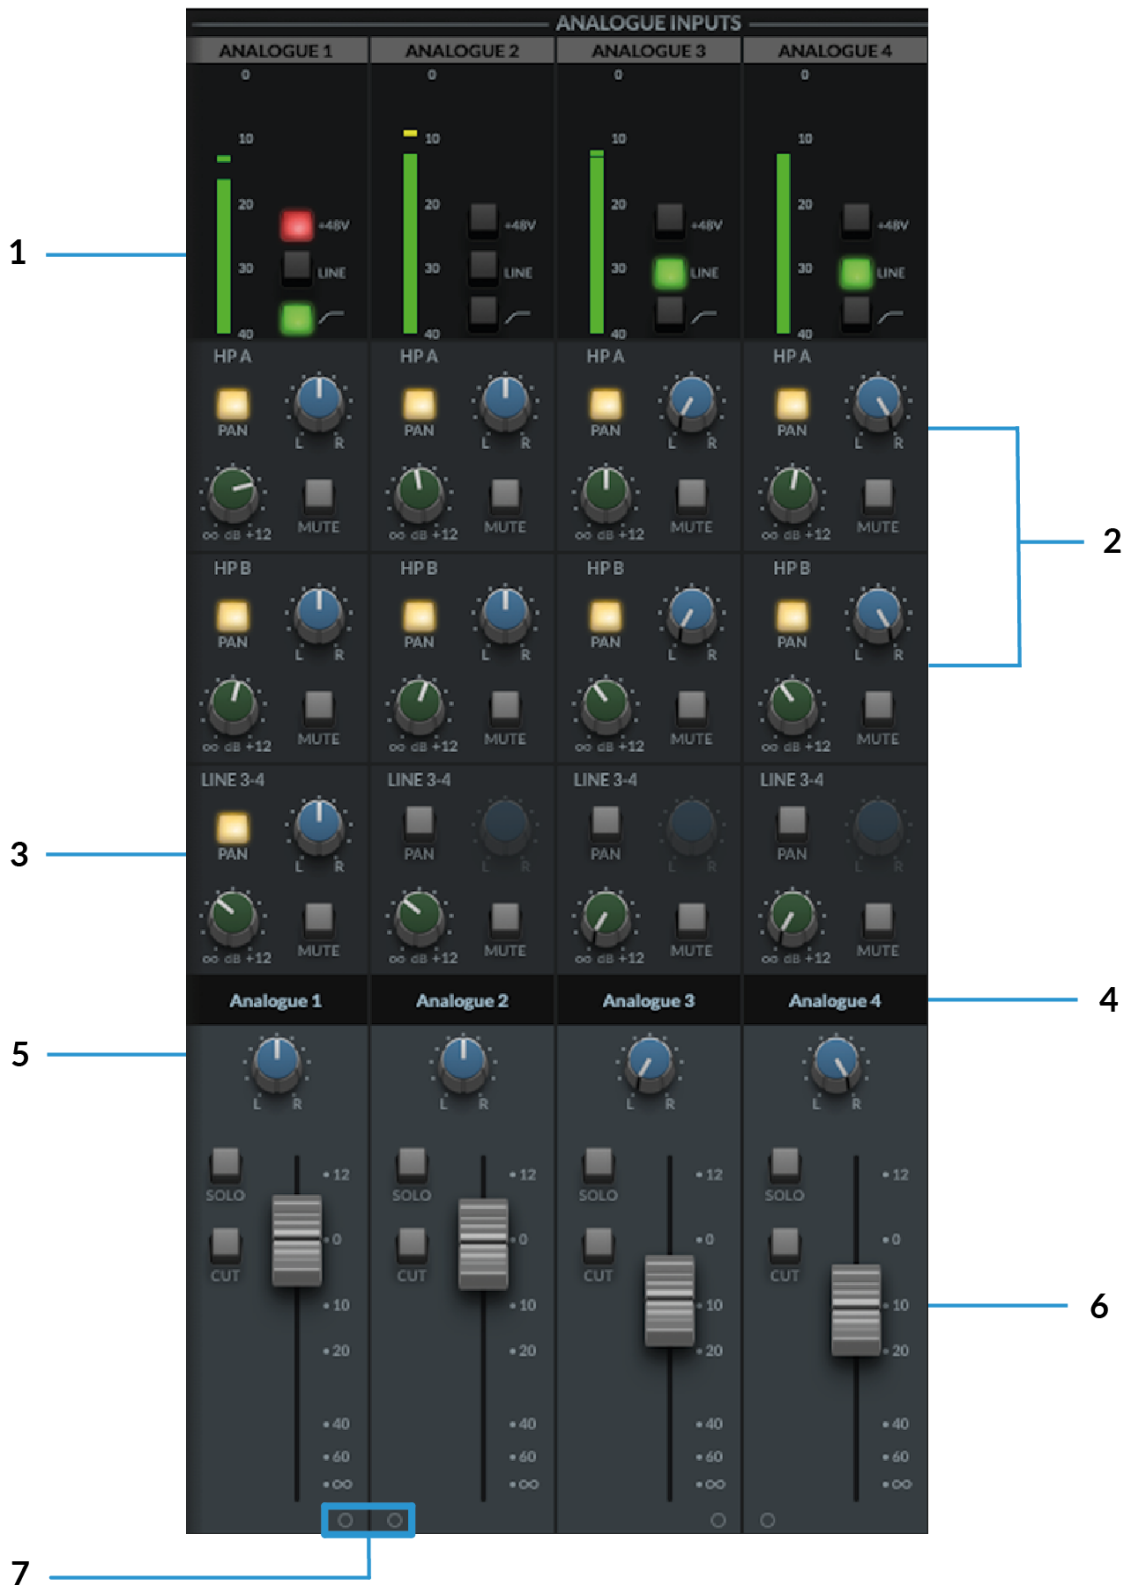 ANALOGUE INPUTS
ANALOGUE 1 ANALOGUE 2 ANALOGUE 3 ANALOGUE 4
0 0 0 0
10 10 10 10
20 20 20 20
+48V +48V +48V +48V
1
30 LINE 30 LINE 30 LINE 30 LINE
40 40 40 40
HP A HP A HP A HP A
PAN L R PAN L R PAN L R PAN L R
MUTE MUTE MUTE MUTE
∞ dB +12 ∞ dB +12 ∞ dB +12 ∞ dB +12
2
HP B HP B HP B HP B
PAN L R PAN L R PAN L R PAN L R
MUTE MUTE MUTE MUTE
∞ dB +12 ∞ dB +12 ∞ dB +12 ∞ dB +12
LINE 3-4 LINE 3-4 LINE 3-4 LINE 3-4
3
PAN L R PAN L R PAN L R PAN L R
MUTE MUTE MUTE MUTE
∞ dB +12 ∞ dB +12 ∞ dB +12 ∞ dB +12
Analogue 1 Analogue 2 Analogue 3 Analogue 4
4
5
L R L R L R L R
12 12 12 12
SOLO SOLO SOLO SOLO
0 0 0 0
CUT CUT CUT CUT
10 10 10 10
6
20 20 20 20
40 40 40 40
60 60 60 60
∞ ∞ ∞ ∞
7